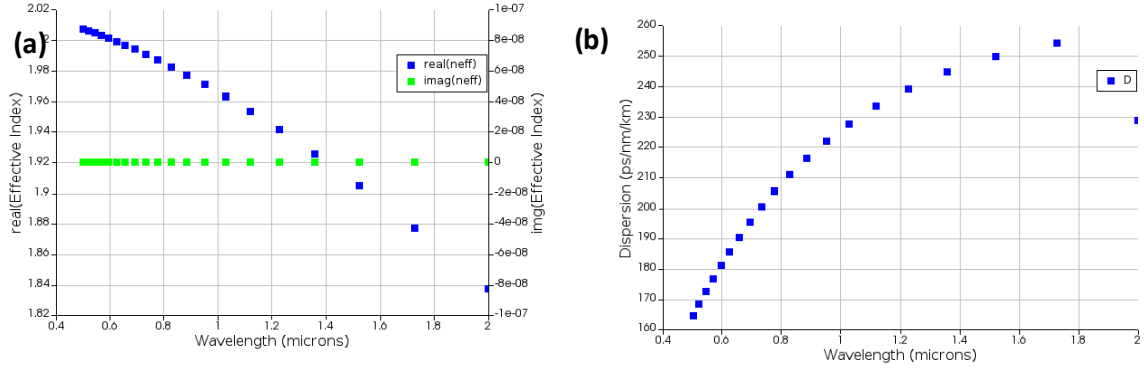 (a)
real(Effective Index)
2.02
2
1.98
1.96
1.94
1.92
1.9
1.88
1.86
1.84
1.82
real(neff)
imag(neff)
1e-07
8e-08
6e-08
4e-08
2e-08
0
-2e-08
-4e-08
-6e-08
-8e-08
-1e-07
img(Effective Index)
0.4 0.6 0.8 1 1.2 1.4 1.6 1.8 2
Wavelength (microns)
(b)
Dispersion (ps/nm/km)
260
250
240
230
220
210
200
190
180
170
160
D
0.4 0.6 0.8 1 1.2 1.4 1.6 1.8 2
Wavelength (microns)